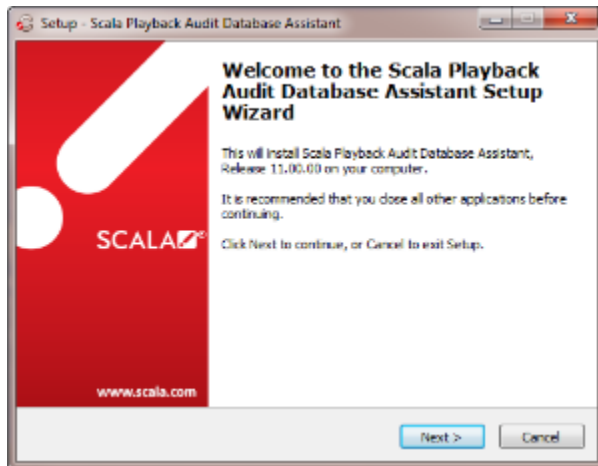 Setup - Scala Playback Audit Database Assistant
Welcome to the Scala Playback
Audit Database Assistant Setup
Wizard
This will install Scala Playback Audit Database Assistant,
Release 11.00.00 on your computer.
It is recommended that you close all other applications before
continuing.
Click Next to continue, or Cancel to exit Setup.
SCALA®
www.scala.com
Next >
Cancel